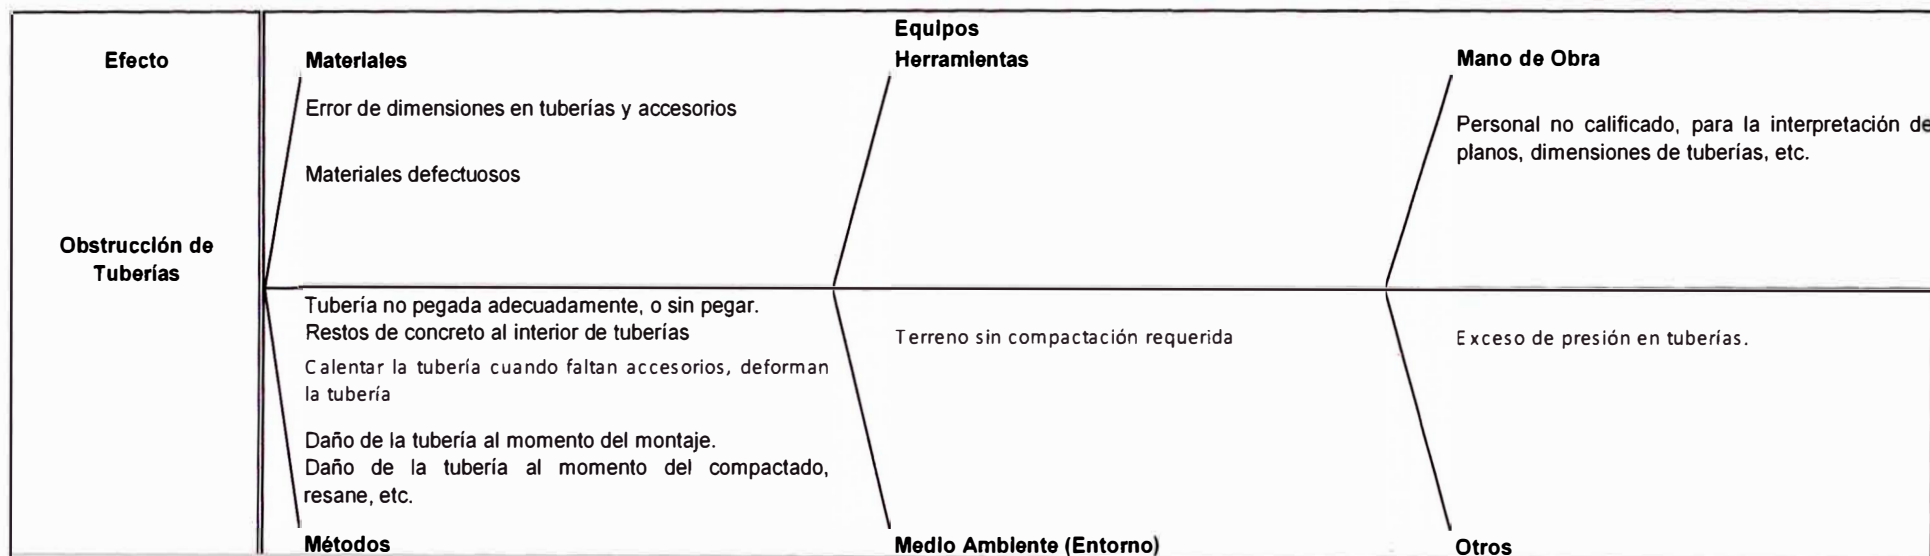 Efecto
Materiales
Equipos
Herramientas
Mano de Obra
Error de dimensiones en tuberías y accesorios
Materiales defectuosos
Personal no calificado, para la interpretación de
planos, dimensiones de tuberías, etc.
Obstrucción de
Tuberías
Tubería no pegada adecuadamente, o sin pegar.
Restos de concreto al interior de tuberías
Calentar la tubería cuando faltan accesorios, deforman
la tubería
Daño de la tubería al momento del montaje.
Daño de la tubería al momento del compactado,
resane, etc.
Terreno sin compactación requerida
Exceso de presión en tuberías.
Métodos
Medio Ambiente (Entorno)
Otros